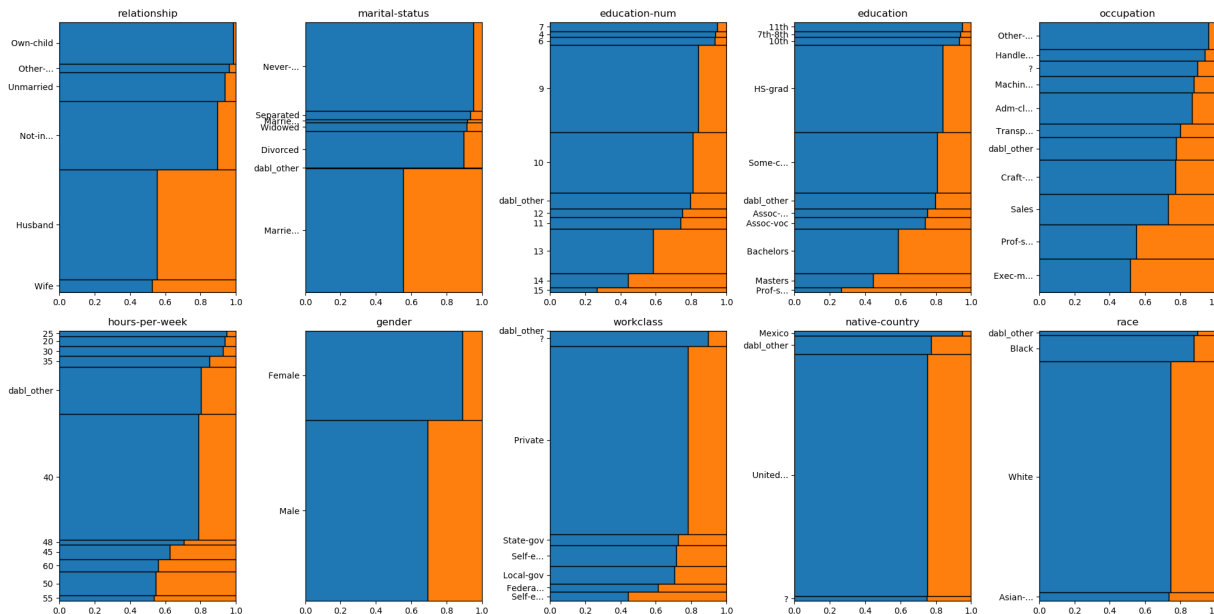 relationship
Own-child
Other-...
Unmarried
Not-in...
Husband
Wife
0.0 0.2 0.4 0.6 0.8 1.0
marital-status
Never-...
Separated
Marrie...
Widowed
Divorced
dabl_other
Marrie...
0.0 0.2 0.4 0.6 0.8 1.0
education-num
7
4
6
9
10
dabl_other
12
11
13
14
15
0.0 0.2 0.4 0.6 0.8 1.0
education
11th
7th-8th
10th
HS-grad
Some-c...
dabl_other
Assoc-...
Assoc-voc
Bachelors
Masters
Prof-s...
0.0 0.2 0.4 0.6 0.8 1.0
occupation
Other-...
Handle...
?
Machin...
Adm-cl...
Transp...
dabl_other
Craft-...
Sales
Prof-s...
Exec-m...
0.0 0.2 0.4 0.6 0.8 1.0
hours-per-week
25
20
30
35
dabl_other
40
48
45
60
50
55
0.0 0.2 0.4 0.6 0.8 1.0
gender
Female
Male
0.0 0.2 0.4 0.6 0.8 1.0
workclass
dabl_other
?
Private
State-gov
Self-e...
Local-gov
Federa...
Self-e...
0.0 0.2 0.4 0.6 0.8 1.0
native-country
Mexico
dabl_other
United...
?
0.0 0.2 0.4 0.6 0.8 1.0
race
dabl_other
Black
White
Asian-...
0.0 0.2 0.4 0.6 0.8 1.0